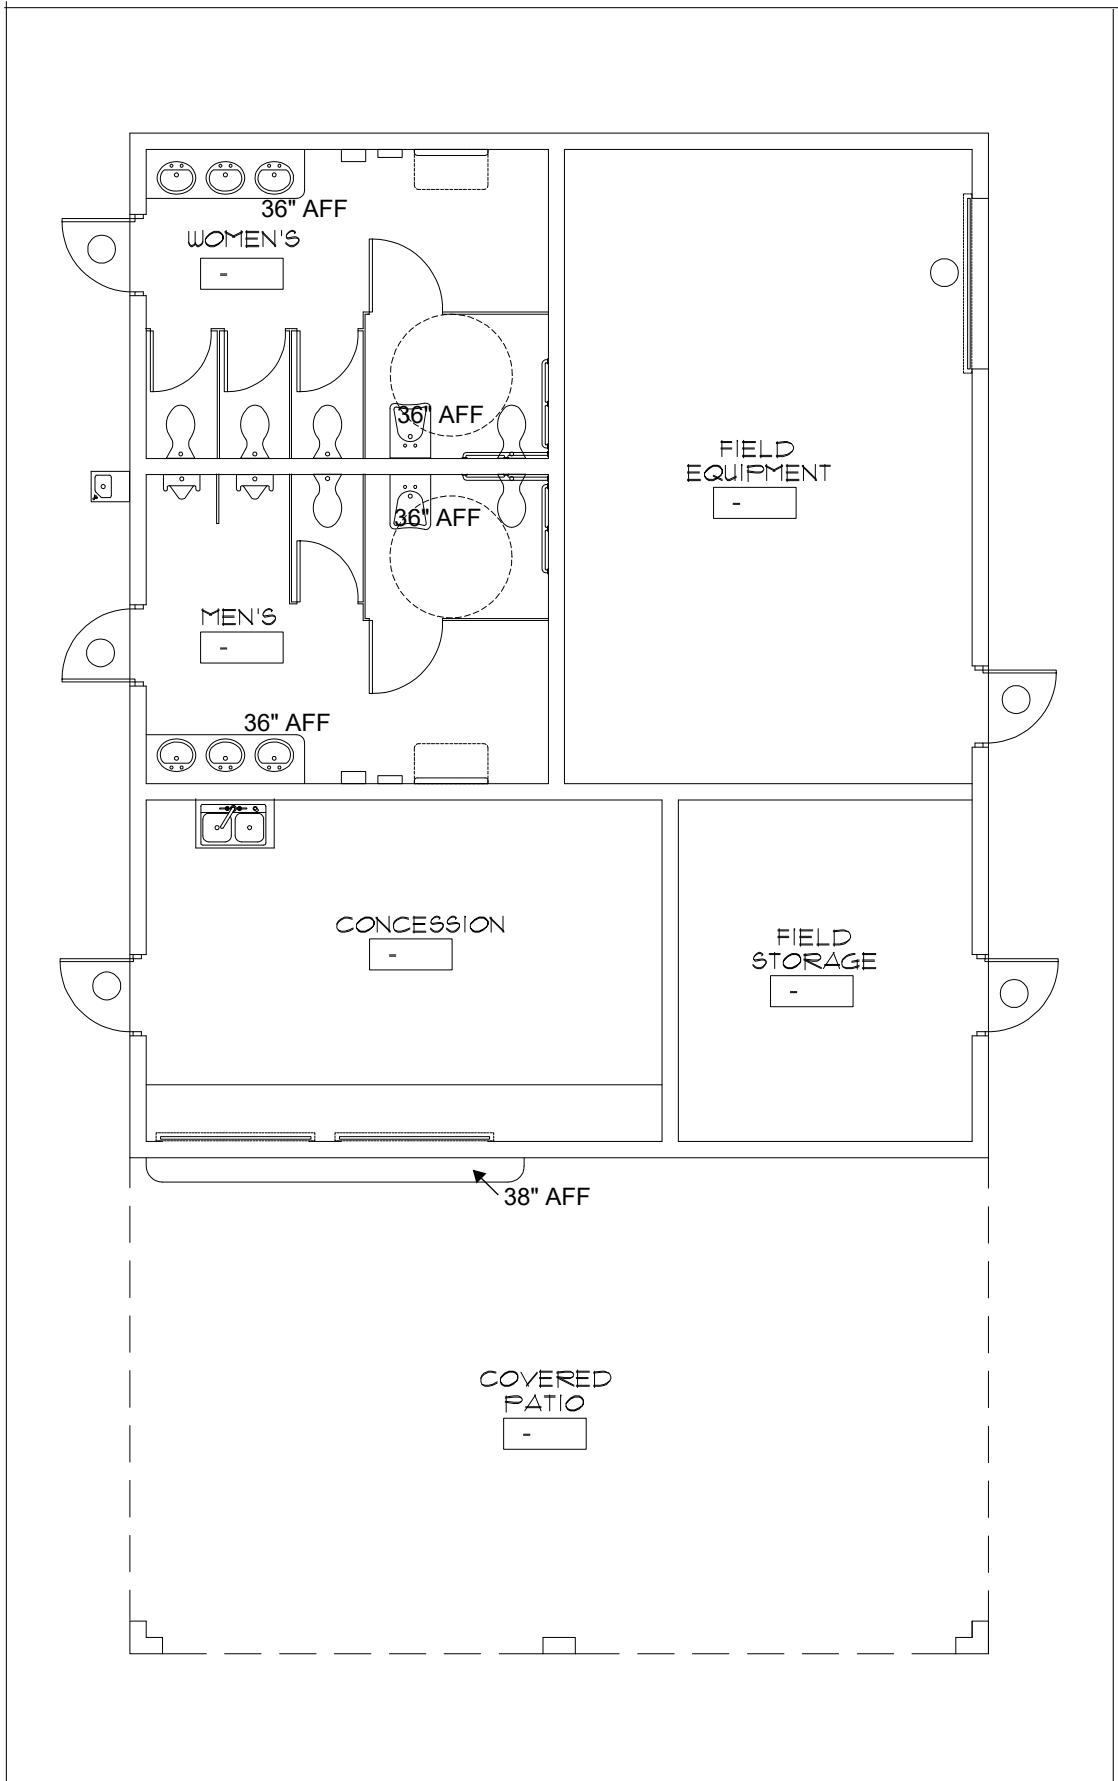 36" AFF
WOMEN'S
-
36" AFF
FIELD
EQUIPMENT
-
36" AFF
MEN'S
-
36" AFF
CONCESSION
-
FIELD
STORAGE
-
38" AFF
COVERED
PATIO
-